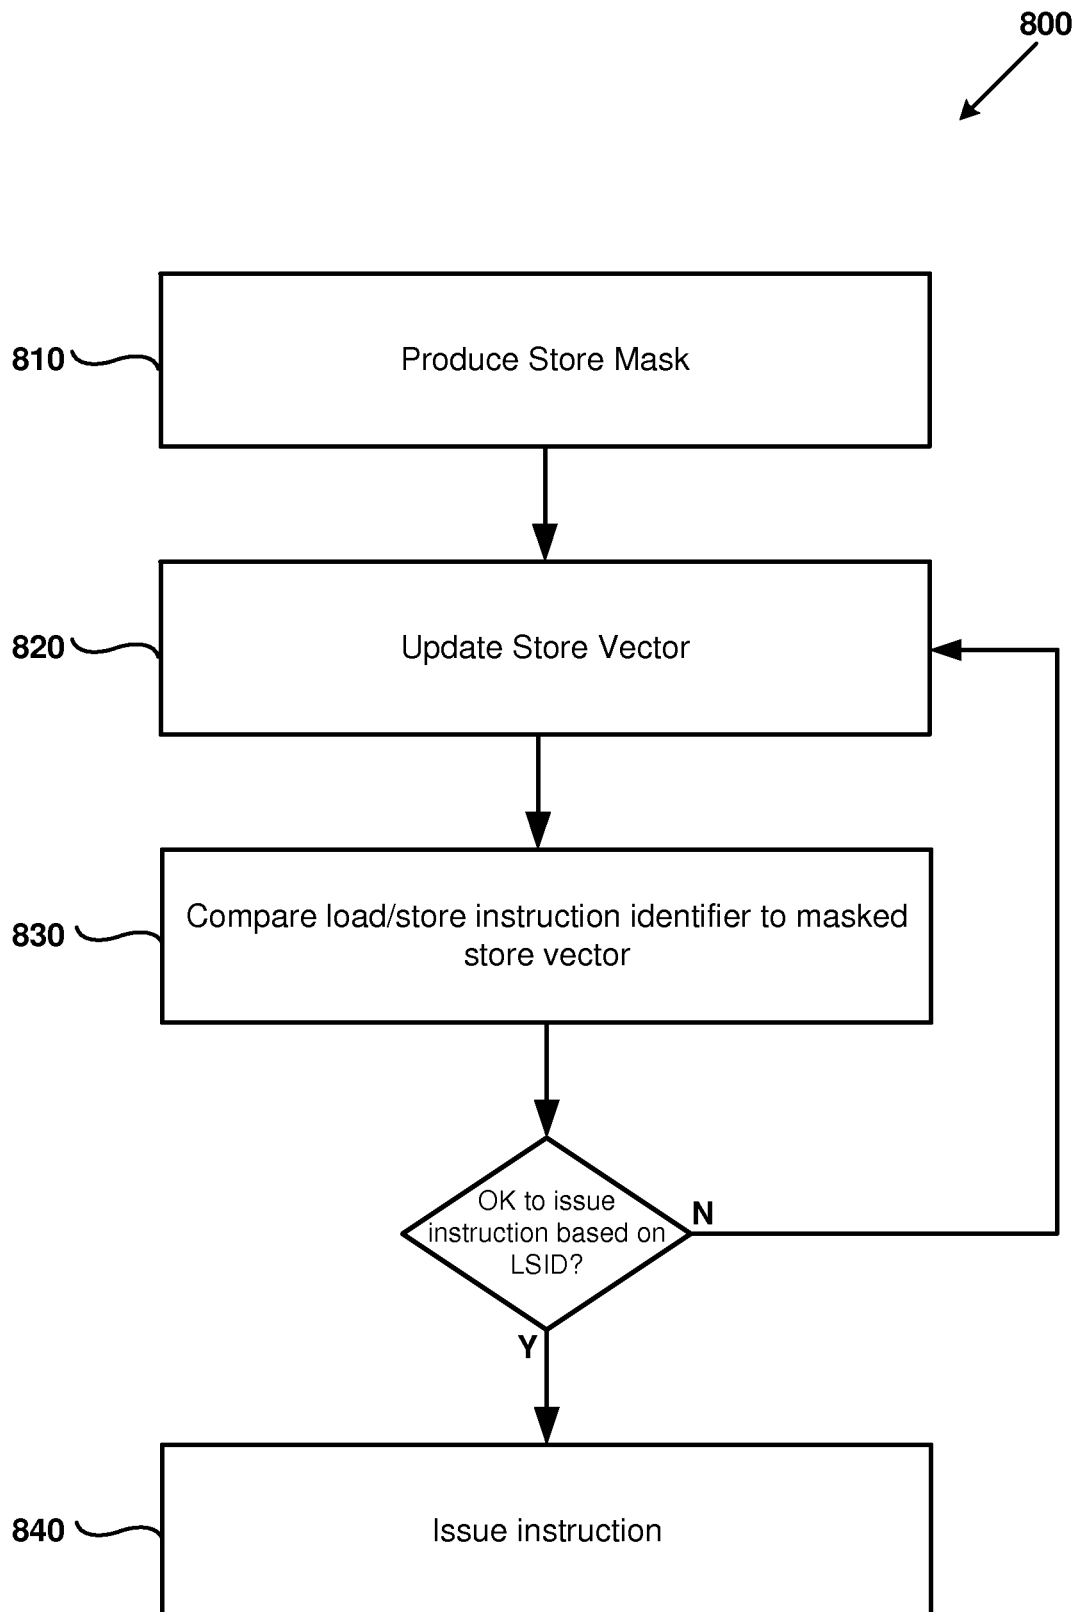 800
810
Produce Store Mask
820
Update Store Vector
830
Compare load/store instruction identifier to masked
store vector
OK to issue
instruction based on
LSID?
N
Y
840
Issue instruction